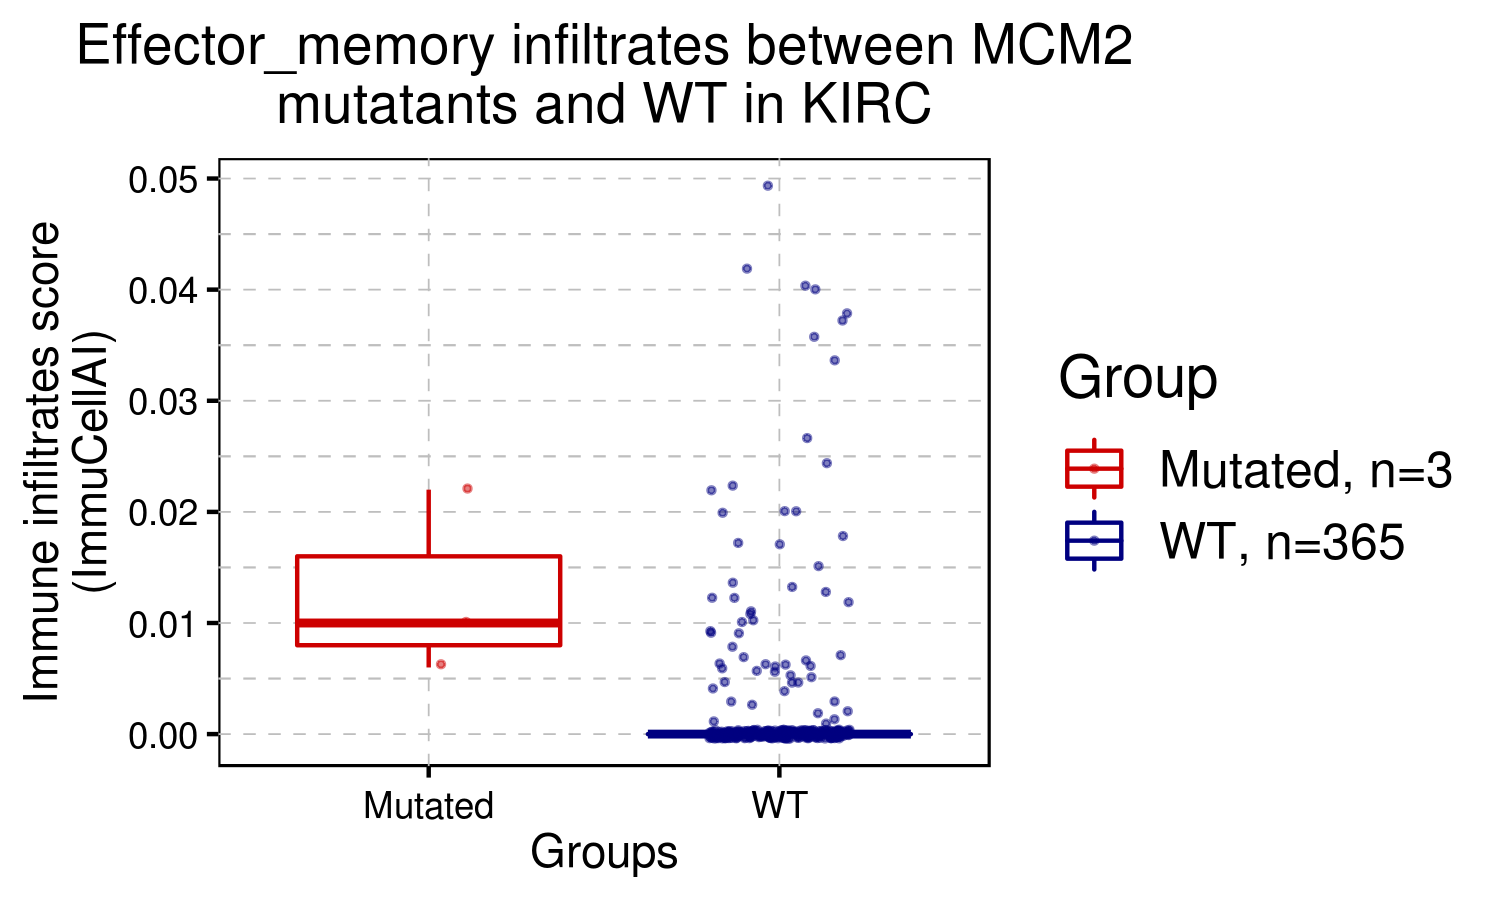 Effector_memory infiltrates between MCM2
mutatants and WT in KIRC
Immune infiltrates score
(ImmuCellAI)
0.05
0.04
0.03
0.02
0.01
0.00
Mutated
WT
Groups
Group
Mutated, n=3
WT, n=365